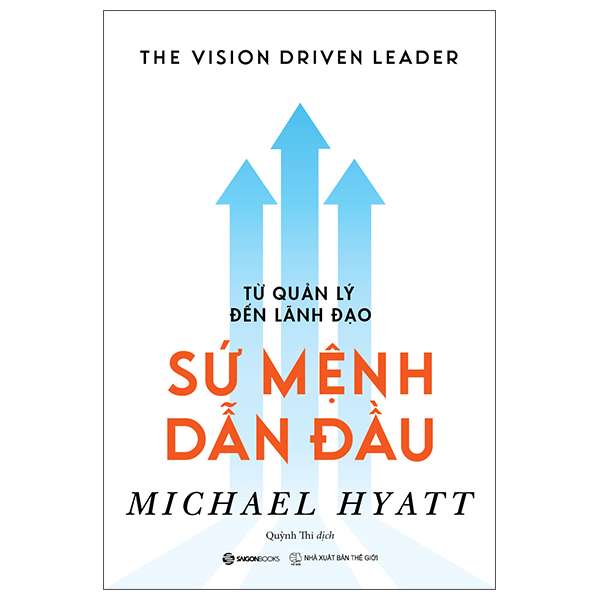 THE VISION DRIVEN LEADER
TỪ QUẢN LÝ
ĐẾN LÃNH ĐẠO
SỨ MỆNH
DẪN ĐẦU
MICHAEL HYATT
Quỳnh Thi dịch
SAIGONBOOKS NHÀ XUẤT BẢN THẾ GIỚI